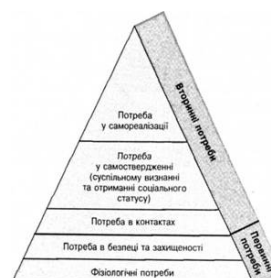 Потреба
у самореалізації
Потреба
у самоствердженні
(суспільному визнанні
та отриманні соціального
статусу)
Потреба в контактах
Потреба в безпеці та захищеності
Фізіологічні потреби
Вторинні потреби
Первинні
потреби